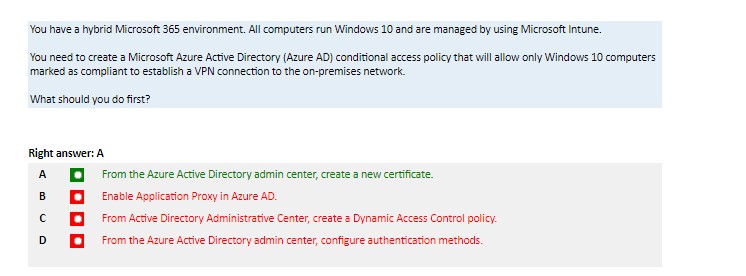 You have a hybrid Microsoft 365 environment. All computers run Windows 10 and are managed by using Microsoft Intune.
You need to create a Microsoft Azure Active Directory (Azure AD) conditional access policy that will allow only Windows 10 computers
marked as compliant to establish a VPN connection to the on-premises network.
What should you do first?
Right answer: A
A From the Azure Active Directory admin center, create a new certificate.
B Enable Application Proxy in Azure AD.
C From Active Directory Administrative Center, create a Dynamic Access Control policy.
D From the Azure Active Directory admin center, configure authentication methods.